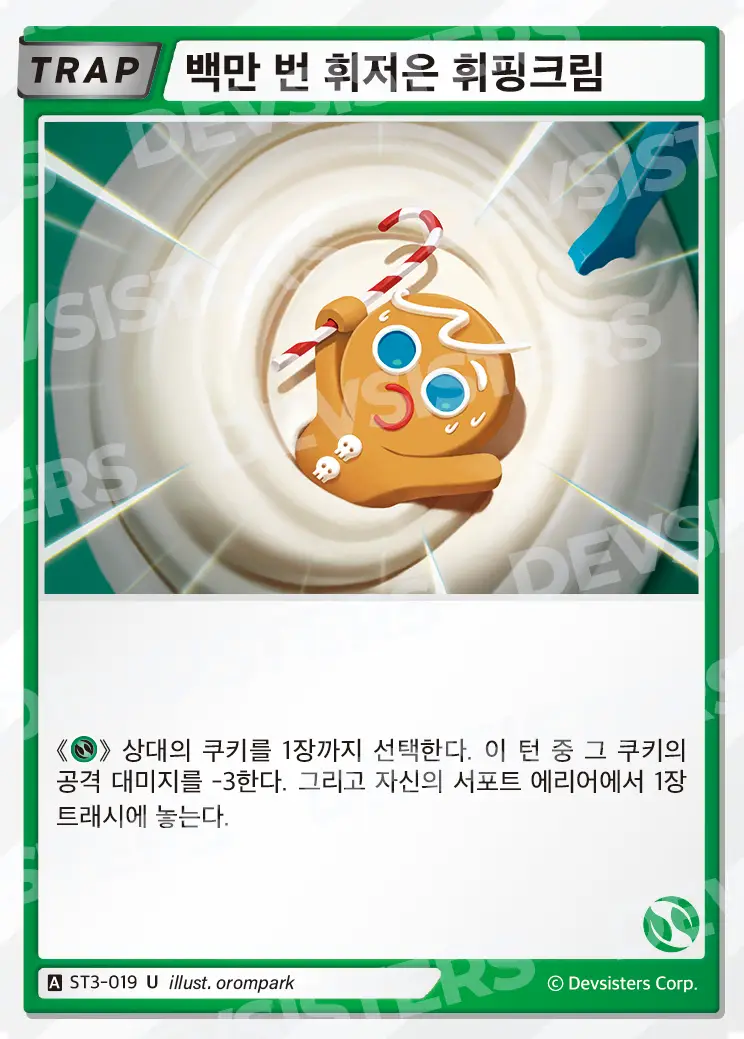 TRAP
백만 번 휘저은 휘핑크림
《》 상대의 쿠키를 1장까지 선택한다. 이 턴 중 그 쿠키의
공격 대미지를 -3한다. 그리고 자신의 서포트 에리어에서 1장
트래시에 놓는다.
A ST3-019 U illust. orompark
© Devsisters Corp.
DEVSISTERS